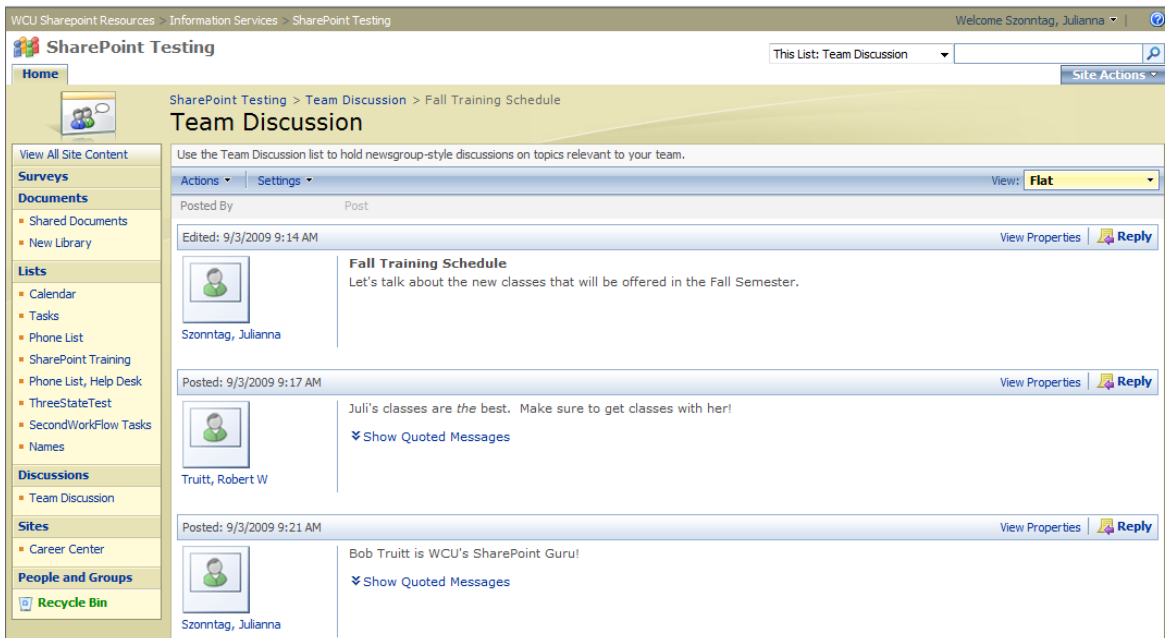 WCU Sharepoint Resources > Information Services > SharePoint Testing
Welcome Szonntag, Julianna
SharePoint Testing
This List: Team Discussion
Home
Site Actions
SharePoint Testing > Team Discussion > Fall Training Schedule
Team Discussion
View All Site Content
Surveys
Documents
Shared Documents
New Library
Lists
Calendar
Tasks
Phone List
SharePoint Training
Phone List, Help Desk
ThreeStateTest
SecondWorkFlow Tasks
Names
Discussions
Team Discussion
Sites
Career Center
People and Groups
Recycle Bin
Use the Team Discussion list to hold newsgroup-style discussions on topics relevant to your team.
Actions Settings View: Flat
Posted By Post
Edited: 9/3/2009 9:14 AM View Properties Reply
Fall Training Schedule
Let's talk about the new classes that will be offered in the Fall Semester.
Szonntag, Julianna
Posted: 9/3/2009 9:17 AM View Properties Reply
Juli's classes are the best. Make sure to get classes with her!
Show Quoted Messages
Truitt, Robert W
Posted: 9/3/2009 9:21 AM View Properties Reply
Bob Truitt is WCU's SharePoint Guru!
Show Quoted Messages
Szonntag, Julianna